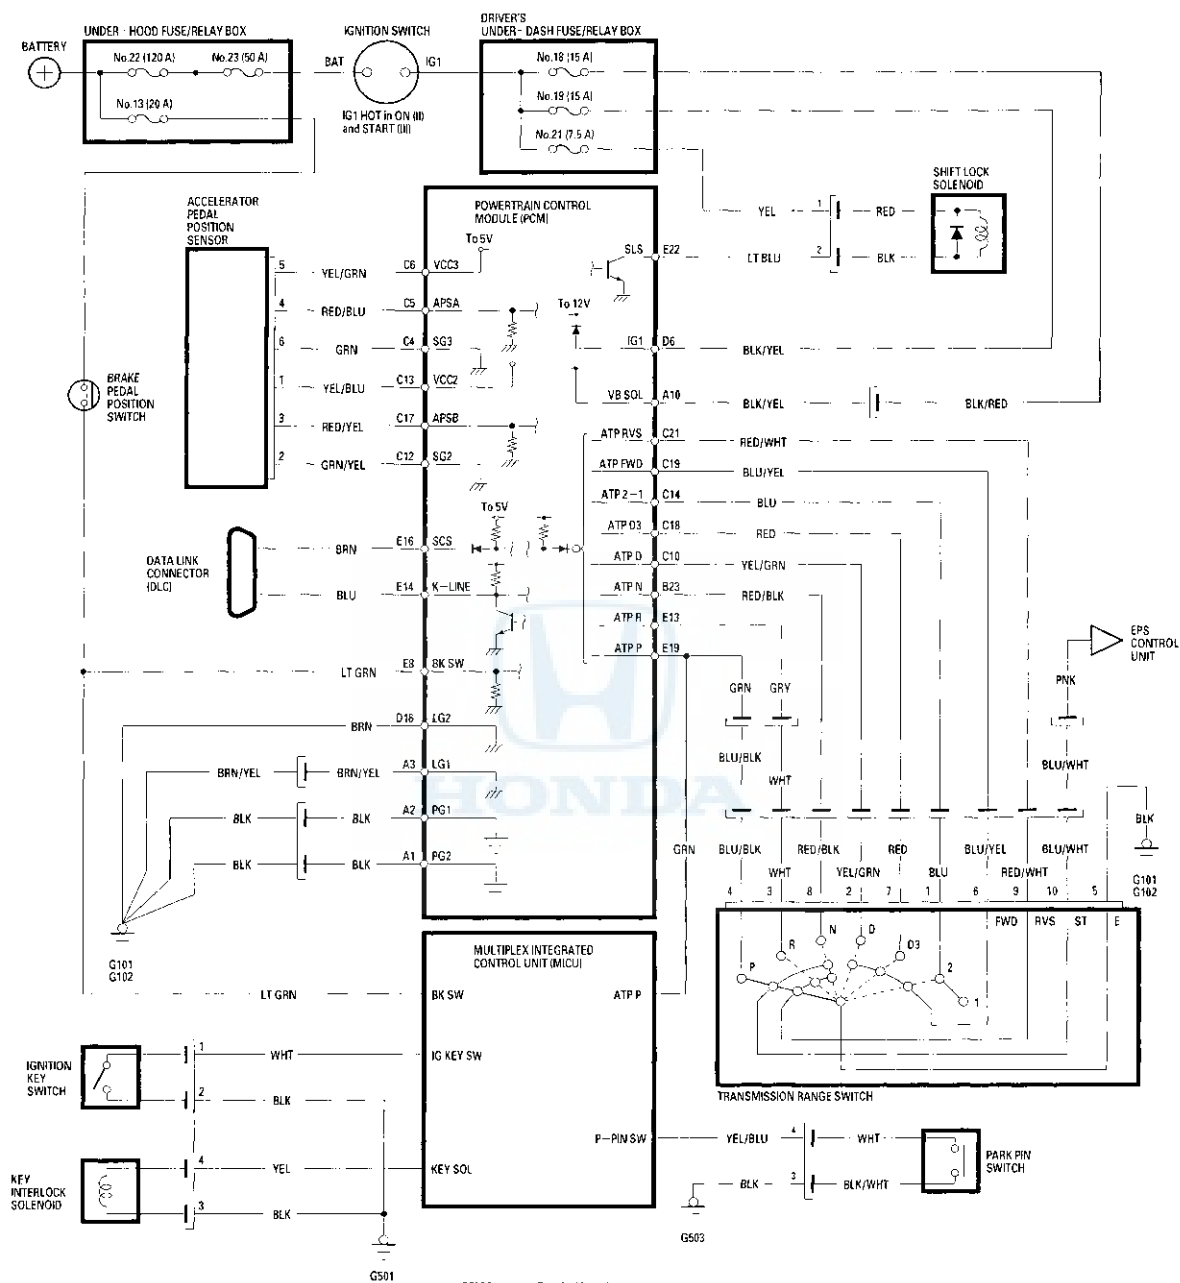 UNDER - HOOD FUSE/RELAY BOX
BATTERY
No.22 (120 A)
No.23 (50 A)
No.13 (20 A)
IGNITION SWITCH
BAT
IG1
IG1 HOT in ON (II)
and START (III)
DRIVER'S
UNDER - DASH FUSE/RELAY BOX
No.18 (15 A)
No.19 (15 A)
No.21 (7.5 A)
SHIFT LOCK
SOLENOID
YEL
1
RED
LT BLU
2
BLK
ACCELERATOR
PEDAL
POSITION
SENSOR
POWERTRAIN CONTROL
MODULE (PCM)
To 5V
5
YEL/GRN
C6
VCC3
4
RED/BLU
C5
APSA
6
GRN
C4
SG3
1
YEL/BLU
C13
VCC2
3
RED/YEL
C17
APSB
2
GRN/YEL
C12
SG2
SLS
E22
To 12V
IG1
D6
BLK/YEL
VB SOL
A10
BLK/YEL
BLK/RED
BRAKE
PEDAL
POSITION
SWITCH
ATP RVS
C21
RED/WHT
ATP FWD
C19
BLU/YEL
ATP 2-1
C14
BLU
ATP D3
C18
RED
ATP D
C10
YEL/GRN
ATP N
B23
RED/BLK
ATP R
E13
ATP P
E19
To 5V
DATA LINK
CONNECTOR
(DLC)
BRN
E16
SCS
BLU
E14
K-LINE
LT GRN
E8
BK SW
BRN
D16
LG2
BRN/YEL
BRN/YEL
A3
LG1
BLK
BLK
A2
PG1
BLK
BLK
A1
PG2
G101
G102
HONDA
EPS
CONTROL
UNIT
PNK
GRN
GRY
BLU/BLK
WHT
BLU/WHT
BLK
G101
G102
GRN
BLU/BLK
RED/BLK
RED
BLU/YEL
BLU/WHT
WHT
YEL/GRN
BLU
RED/WHT
4
3
8
2
7
1
6
9
10
5
FWD
RVS
ST
E
P
R
N
D
D3
2
1
TRANSMISSION RANGE SWITCH
MULTIPLEX INTEGRATED
CONTROL UNIT (MICU)
LT GRN
BK SW
ATP P
IGNITION
KEY
SWITCH
1
WHT
IG KEY SW
2
BLK
KEY
INTERLOCK
SOLENOID
4
YEL
KEY SOL
3
BLK
G501
P-PIN SW
YEL/BLU
4
WHT
BLK
3
BLK/WHT
PARK PIN
SWITCH
G503